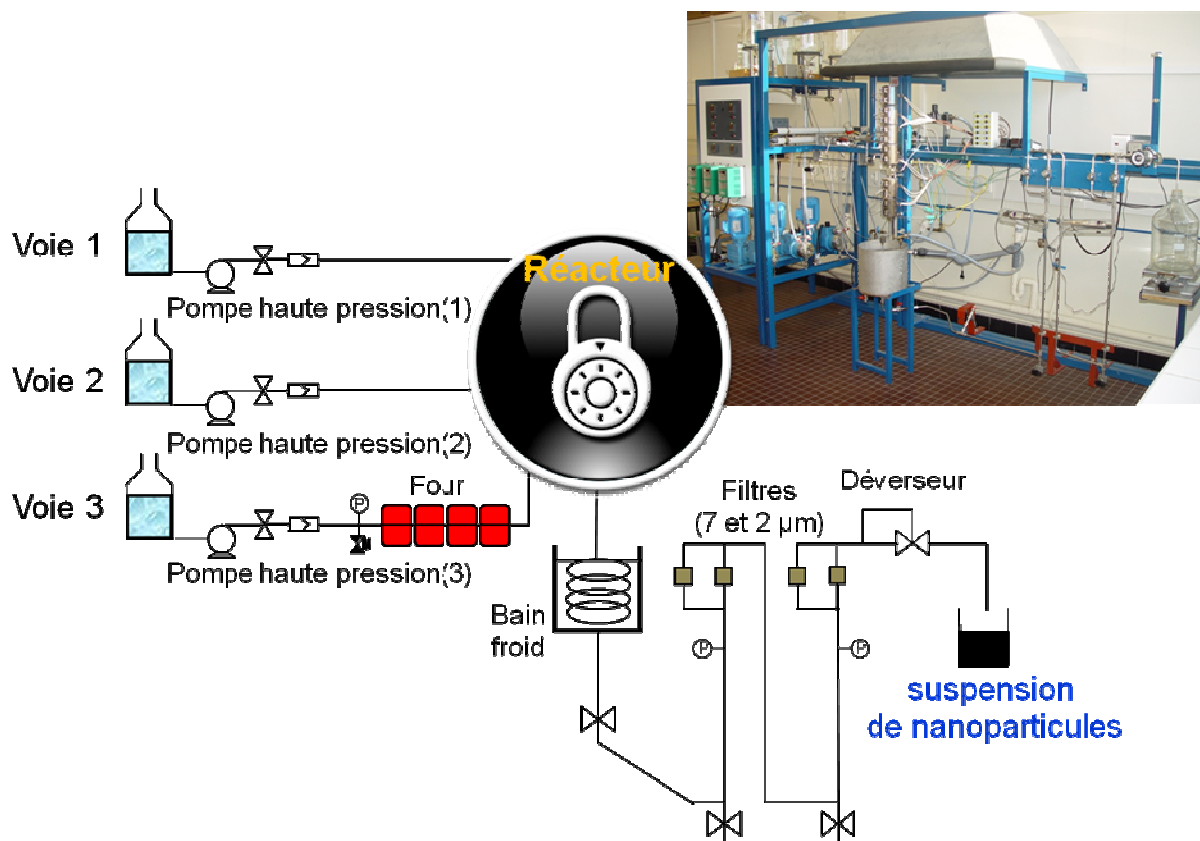 Voie 1
Pompe haute pression(1)
Réacteur
Voie 2
Pompe haute pression(2)
Voie 3
P
Four
Pompe haute pression(3)
Bain
froid
Filtres
(7 et 2 µm)
Déverseur
P
P
suspension
de nanoparticules